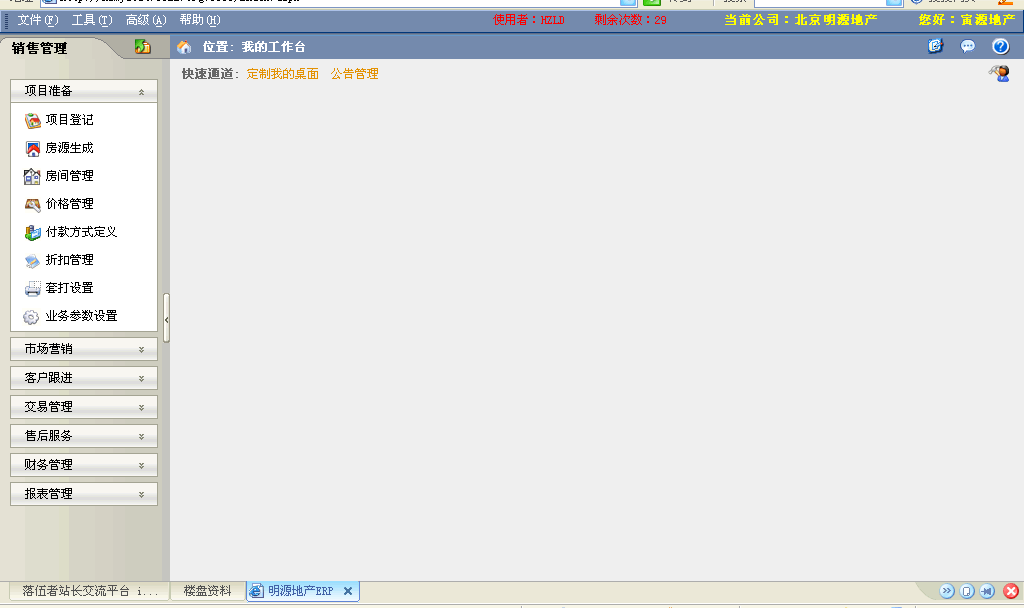 文件(F) 工具(T) 高级(A) 帮助(H) 使用者：HZLD 剩余次数：29 当前公司：北京明源地产 您好：寅源地产
销售管理
位置：我的工作台
快速通道：定制我的桌面 公告管理
项目准备
项目登记
房源生成
房间管理
价格管理
付款方式定义
折扣管理
套打设置
业务参数设置
市场营销
客户跟进
交易管理
售后服务
财务管理
报表管理
落伍者站长交流平台 i... 楼盘资料 明源地产ERP